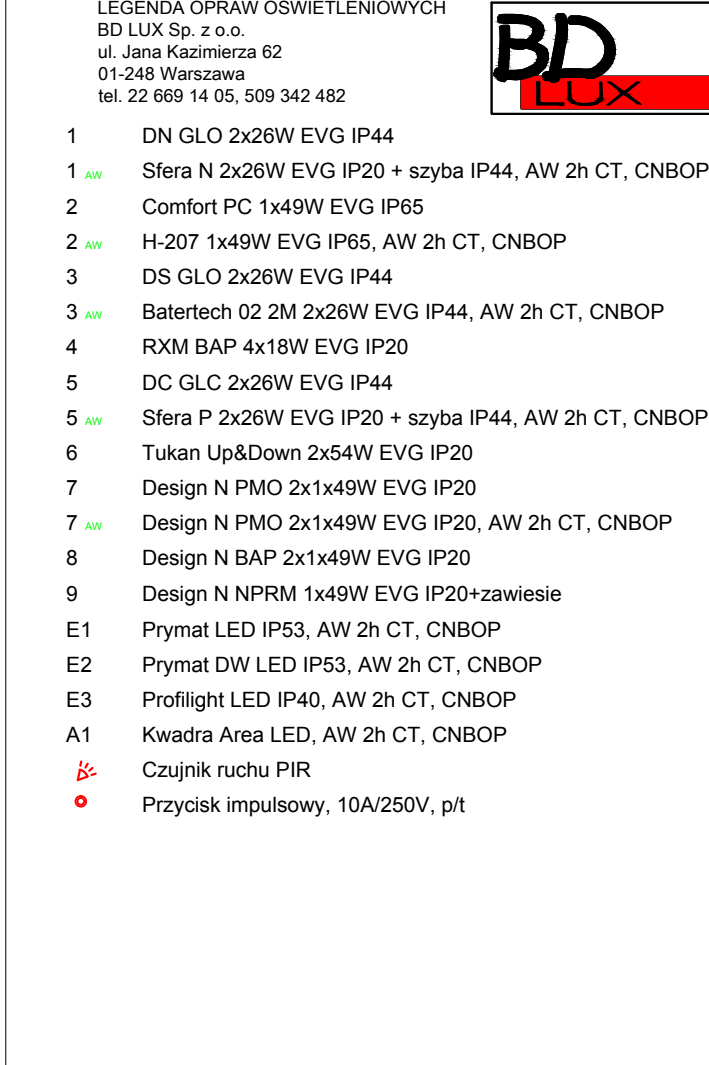 LEGENDA OPRAW OŚWIETLENIOWYCH
BD LUX Sp. z o.o.
ul. Jana Kazimierza 62
01-248 Warszawa
tel. 22 669 14 05, 509 342 482
BD
LUX
1 DN GLO 2x26W EVG IP44
1 AW Sfera N 2x26W EVG IP20 + szyba IP44, AW 2h CT, CNBOP
2 Comfort PC 1x49W EVG IP65
2 AW H-207 1x49W EVG IP65, AW 2h CT, CNBOP
3 DS GLO 2x26W EVG IP44
3 AW Batertech 02 2M 2x26W EVG IP44, AW 2h CT, CNBOP
4 RXM BAP 4x18W EVG IP20
5 DC GLC 2x26W EVG IP44
5 AW Sfera P 2x26W EVG IP20 + szyba IP44, AW 2h CT, CNBOP
6 Tukan Up&Down 2x54W EVG IP20
7 Design N PMO 2x1x49W EVG IP20
7 AW Design N PMO 2x1x49W EVG IP20, AW 2h CT, CNBOP
8 Design N BAP 2x1x49W EVG IP20
9 Design N NPRM 1x49W EVG IP20+zawiesie
E1 Prymat LED IP53, AW 2h CT, CNBOP
E2 Prymat DW LED IP53, AW 2h CT, CNBOP
E3 Profilight LED IP40, AW 2h CT, CNBOP
A1 Kwadra Area LED, AW 2h CT, CNBOP
Czujnik ruchu PIR
Przycisk impulsowy, 10A/250V, p/t